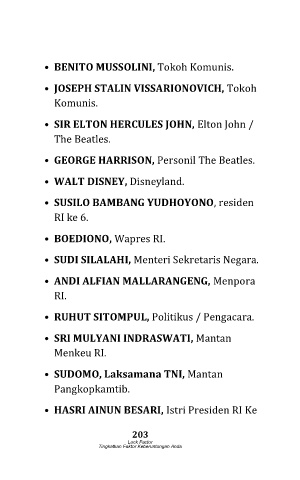 • BENITO MUSSOLINI, Tokoh Komunis.
• JOSEPH STALIN VISSARIONOVICH, Tokoh
Komunis.
• SIR ELTON HERCULES JOHN, Elton John /
The Beatles.
• GEORGE HARRISON, Personil The Beatles.
• WALT DISNEY, Disneyland.
• SUSILO BAMBANG YUDHOYONO, residen
RI ke 6.
• BOEDIONO, Wapres RI.
• SUDI SILALAHI, Menteri Sekretaris Negara.
• ANDI ALFIAN MALLARANGENG, Menpora
RI.
• RUHUT SITOMPUL, Politikus / Pengacara.
• SRI MULYANI INDRASWATI, Mantan
Menkeu RI.
• SUDOMO, Laksamana TNI, Mantan
Pangkopkamtib.
• HASRI AINUN BESARI, Istri Presiden RI Ke
203
Luck Factor
Tingkatkan Faktor Keberuntungan Anda